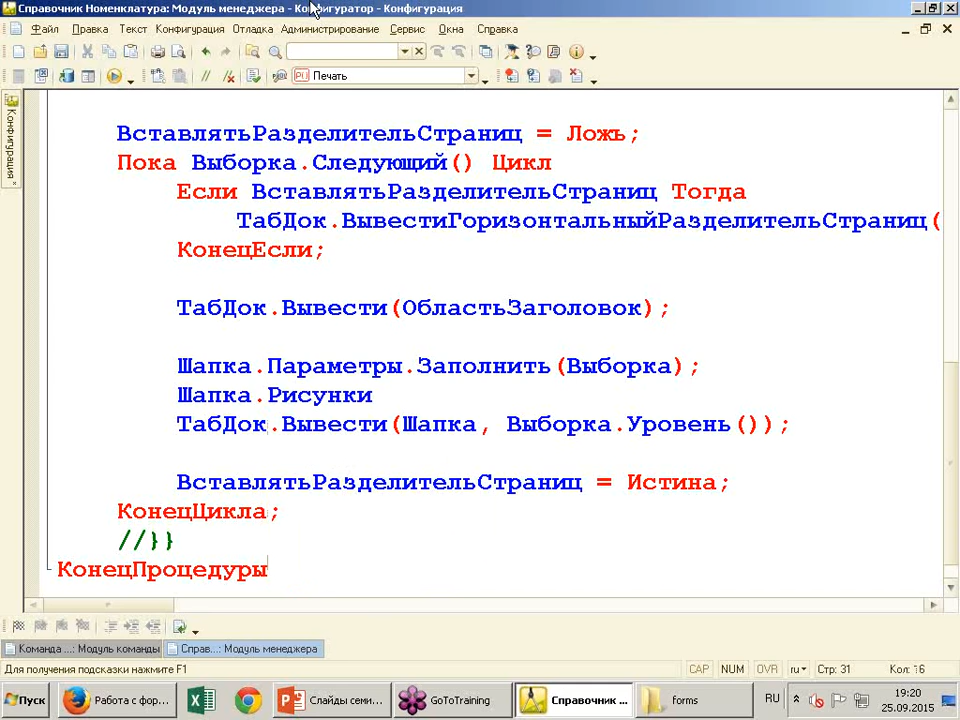 Справочник Номенклатура: Модуль менеджера - Конфигуратор - Конфигурация
Файл Правка Текст Конфигурация Отладка Администрирование Сервис Окна Справка
Печать
Конфигурация
ВставлятьРазделительСтраниц = Ложь;
Пока Выборка.Следующий() Цикл
Если ВставлятьРазделительСтраниц Тогда
ТабДок.ВывестиГоризонтальныйРазделительСтраниц(
КонецЕсли;
ТабДок.Вывести(ОбластьЗаголовок);
Шапка.Параметры.Заполнить(Выборка);
Шапка.Рисунки
ТабДок.Вывести(Шапка, Выборка.Уровень());
ВставлятьРазделительСтраниц = Истина;
КонецЦикла;
//}}
КонецПроцедуры
Команда ...: Модуль команды Справ...: Модуль менеджера
Для получения подсказки нажмите F1 CAP NUM OVR ru Стр: 31 Кол: 16
Пуск Работа с фор... Слайды семи... GoToTraining Справочник ... forms RU 19:20
25.09.2015